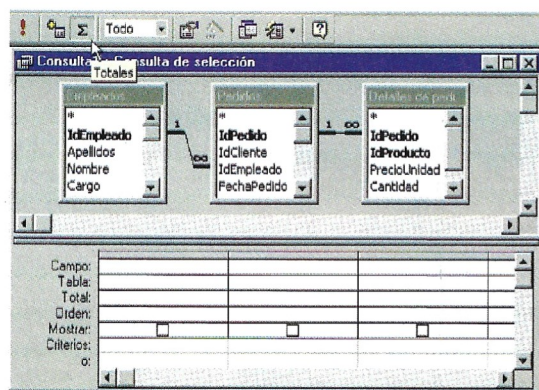 Σ Todo
Consulta : Consulta de selección
Totales
Empleados
*
IdEmpleado
Apellidos
Nombre
Cargo
1
∞
Pedidos
*
IdPedido
IdCliente
IdEmpleado
FechaPedido
1 ∞
Detalles de pedi
*
IdPedido
IdProducto
PrecioUnidad
Cantidad
Campo:
Tabla:
Total:
Orden:
Mostrar:
Criterios:
o: